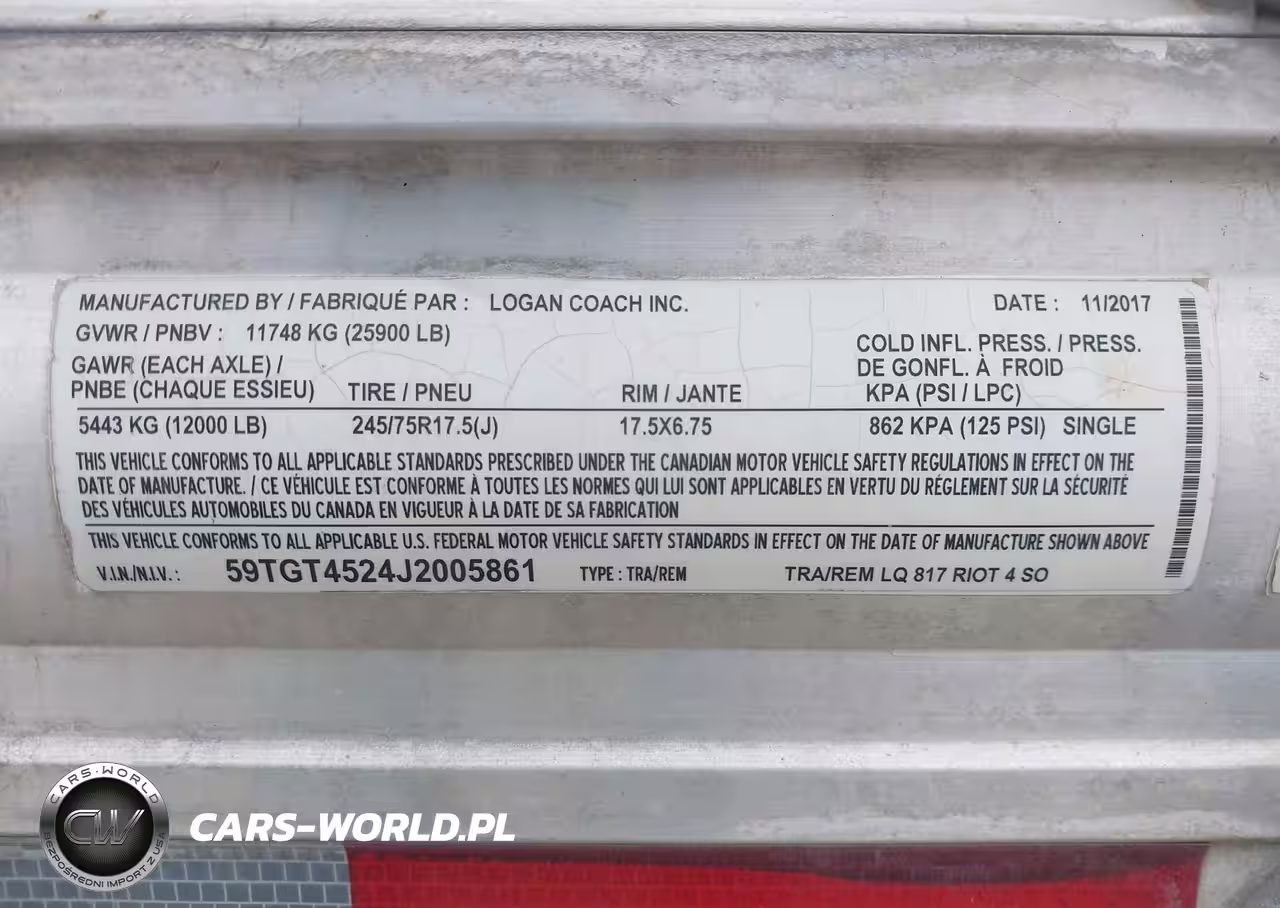 MANUFACTURED BY / FABRIQUÉ PAR : LOGAN COACH INC. DATE : 11/2017
GVWR / PNBV : 11748 KG (25900 LB)
COLD INFL. PRESS. / PRESS.
GAWR (EACH AXLE) / DE GONFL. À FROID
PNBE (CHAQUE ESSIEU) TIRE / PNEU RIM / JANTE KPA (PSI / LPC)
5443 KG (12000 LB) 245/75R17.5(J) 17.5X6.75 862 KPA (125 PSI) SINGLE
THIS VEHICLE CONFORMS TO ALL APPLICABLE STANDARDS PRESCRIBED UNDER THE CANADIAN MOTOR VEHICLE SAFETY REGULATIONS IN EFFECT ON THE
DATE OF MANUFACTURE. / CE VÉHICULE EST CONFORME À TOUTES LES NORMES QUI LUI SONT APPLICABLES EN VERTU DU RÉGLEMENT SUR LA SÉCURITÉ
DES VÉHICULES AUTOMOBILES DU CANADA EN VIGUEUR À LA DATE DE SA FABRICATION
THIS VEHICLE CONFORMS TO ALL APPLICABLE U.S. FEDERAL MOTOR VEHICLE SAFETY STANDARDS IN EFFECT ON THE DATE OF MANUFACTURE SHOWN ABOVE
V.I.N./N.I.V.: 59TGT4524J2005861 TYPE : TRA/REM TRA/REM LQ 817 RIOT 4 SO
CARS-WORLD
CW
BEZPOŚREDNI IMPORT Z USA
CARS-WORLD.PL